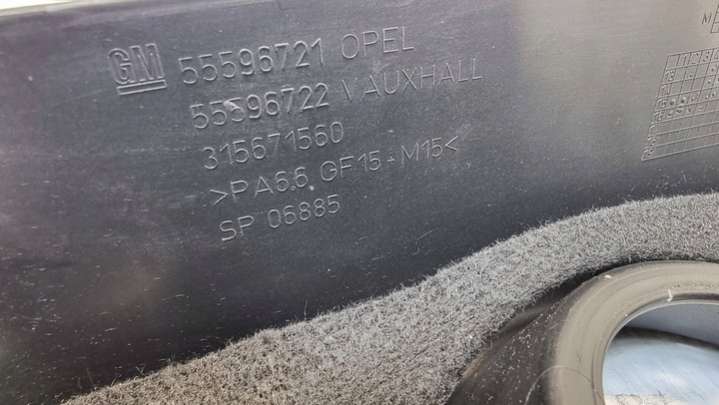 GM 55596721 OPEL
55596722 VAUXHALL
315671560
>PA6.6 GF15-M15<
SP 06885
M